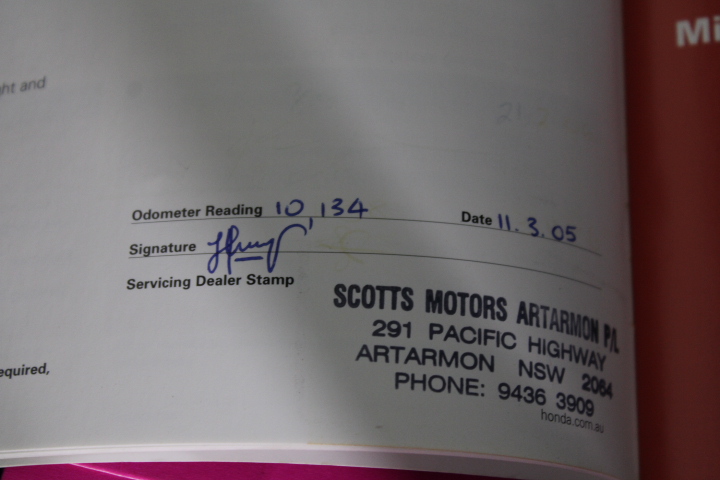 Mi
ght and
Odometer Reading 10,134 Date 11.3.05
Signature
Servicing Dealer Stamp
SCOTTS MOTORS ARTARMON P/L
291 PACIFIC HIGHWAY
ARTARMON NSW 2064
PHONE: 9436 3909
honda.com.au
equired,